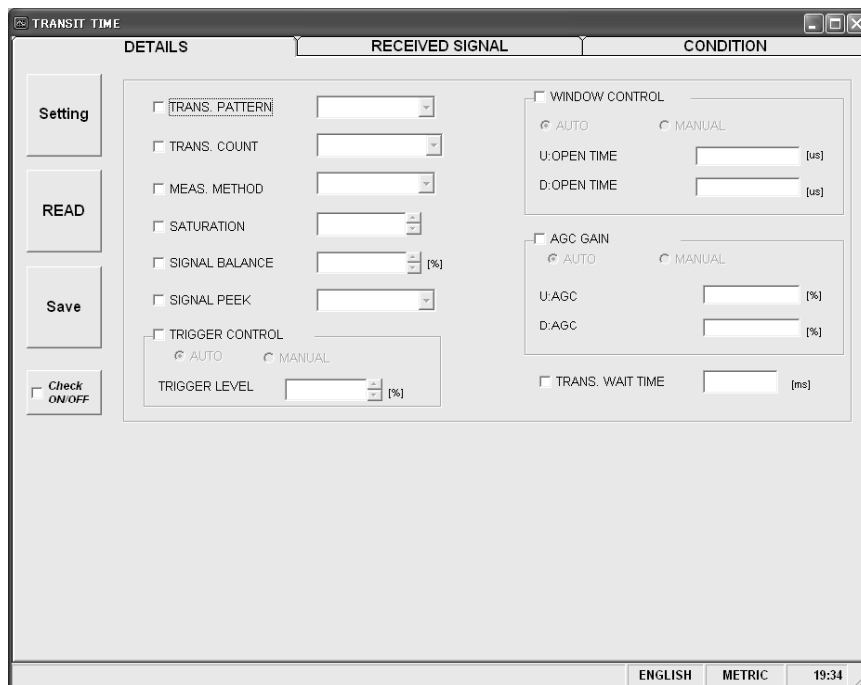 TRANSIT TIME
DETAILS
RECEIVED SIGNAL
CONDITION
Setting
READ
Save
Check
ON/OFF
TRANS. PATTERN
TRANS. COUNT
MEAS. METHOD
SATURATION
SIGNAL BALANCE [%]
SIGNAL PEEK
TRIGGER CONTROL
AUTO MANUAL
TRIGGER LEVEL [%]
WINDOW CONTROL
AUTO MANUAL
U:OPEN TIME [us]
D:OPEN TIME [us]
AGC GAIN
AUTO MANUAL
U:AGC [%]
D:AGC [%]
TRANS. WAIT TIME [ms]
ENGLISH METRIC 19:34